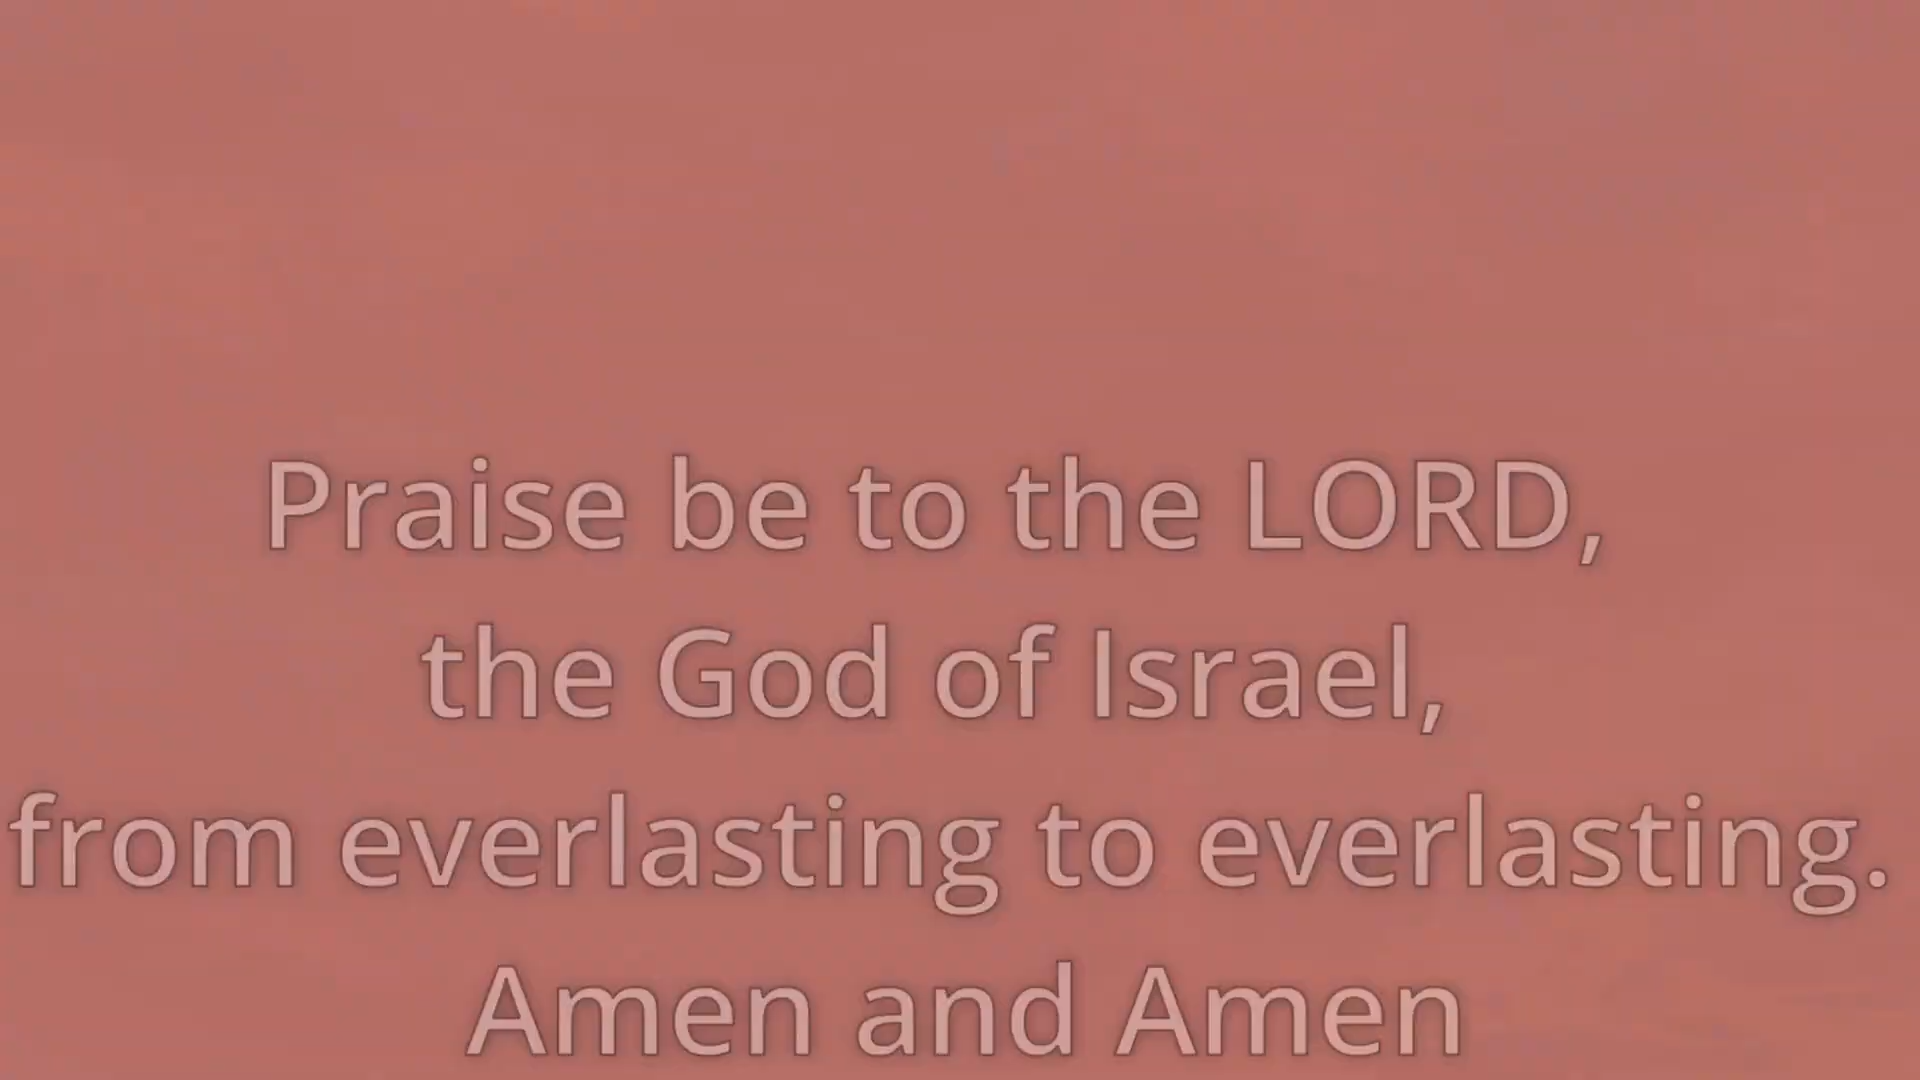 Praise be to the LORD,
the God of Israel,
from everlasting to everlasting.
Amen and Amen